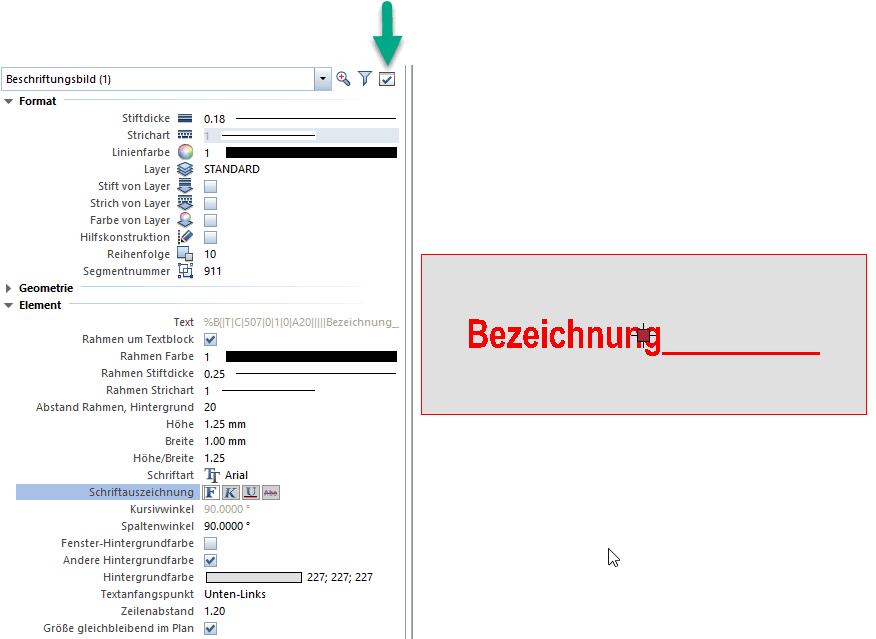 Beschriftungsbild (1)
Format
Stiftdicke 0.18
Strichart 1
Linienfarbe 1
Layer STANDARD
Stift von Layer
Strich von Layer
Farbe von Layer
Hilfskonstruktion
Reihenfolge 10
Segmentnummer 911
Geometrie
Element
Text %B[|T|C|507|0|1|0|A20|||||Bezeichnung_
Rahmen um Textblock
Rahmen Farbe 1
Rahmen Stiftdicke 0.25
Rahmen Strichart 1
Abstand Rahmen, Hintergrund 20
Höhe 1.25 mm
Breite 1.00 mm
Höhe/Breite 1.25
Schriftart TT Arial
Schriftauszeichnung F K U Abc
Kursivwinkel 90.0000 °
Spaltenwinkel 90.0000 °
Fenster-Hintergrundfarbe
Andere Hintergrundfarbe
Hintergrundfarbe 227; 227; 227
Textanfangspunkt Unten-Links
Zeilenabstand 1.20
Größe gleichbleibend im Plan
Bezeichnung__________